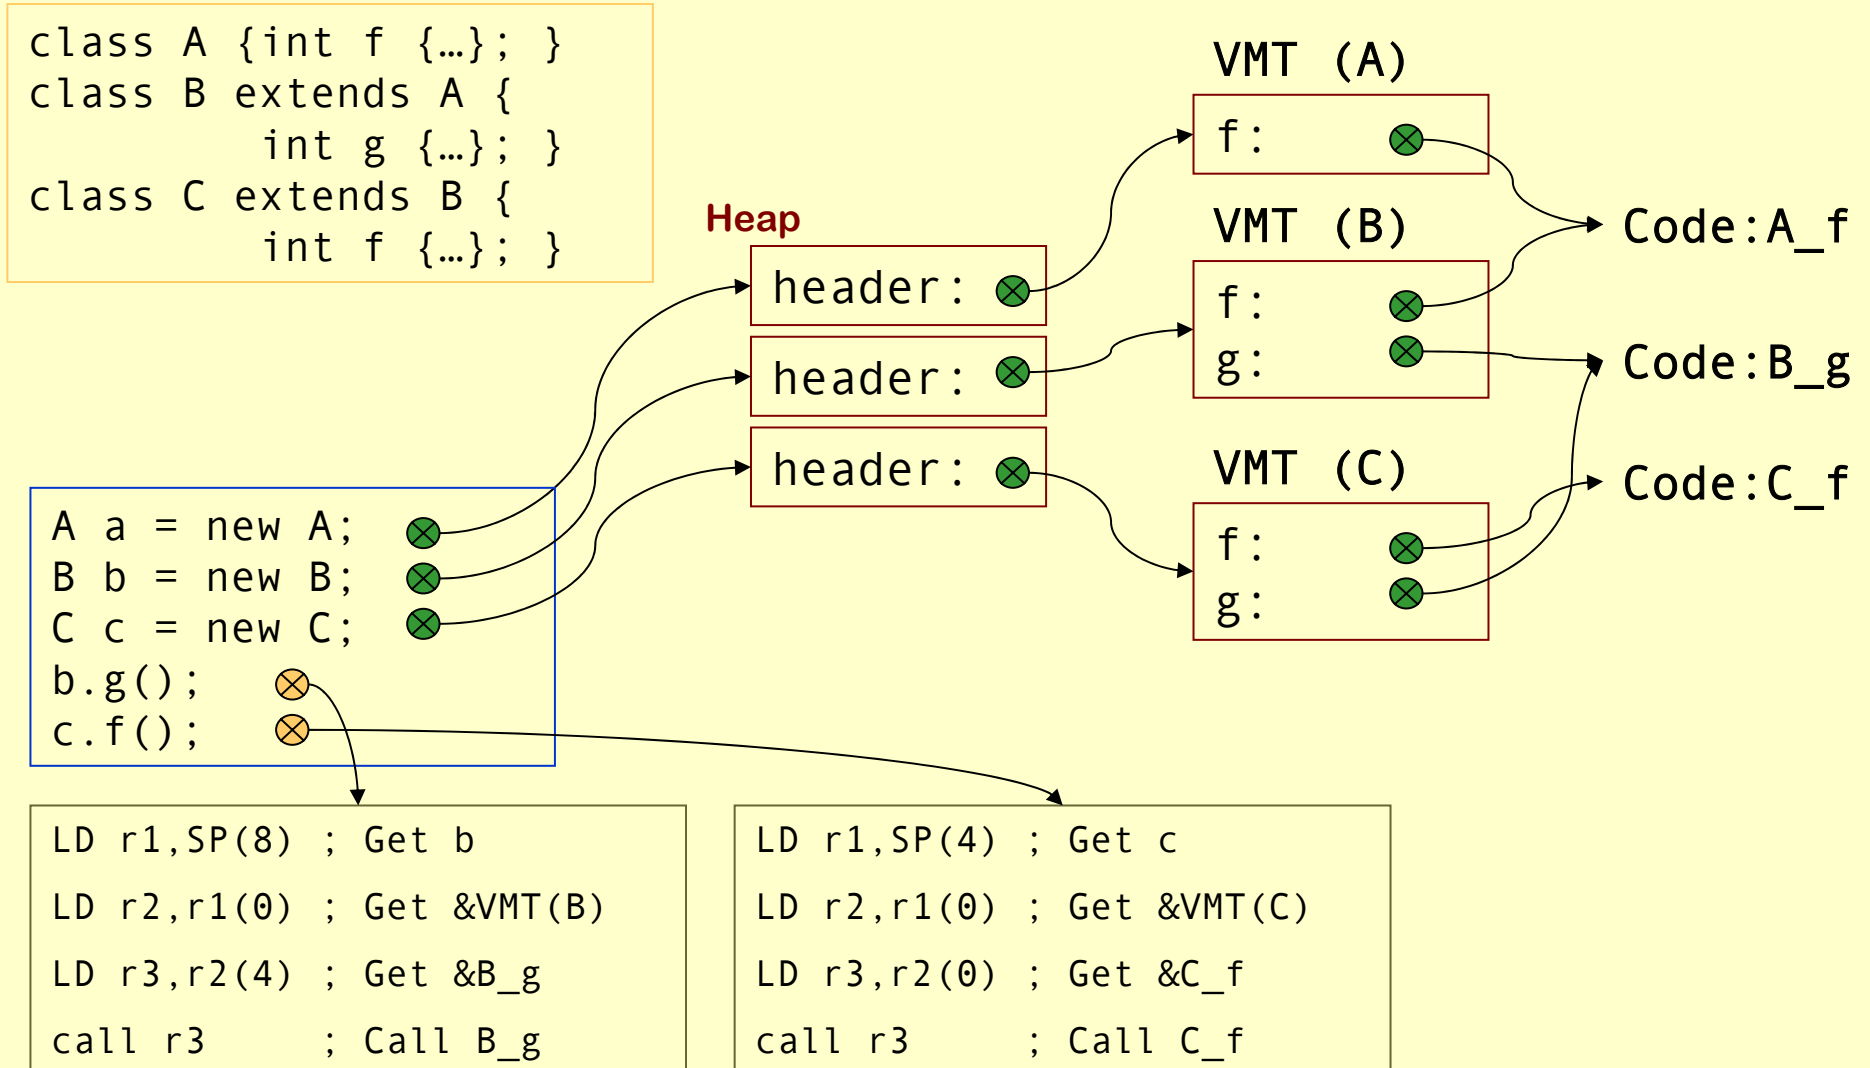 class A {int f {…}; }
class B extends A {
int g {…}; }
class C extends B {
int f {…}; }
Heap
header:
header:
header:
VMT (A)
f:
VMT (B)
f:
g:
VMT (C)
f:
g:
Code:A_f
Code:B_g
Code:C_f
A a = new A;
B b = new B;
C c = new C;
b.g();
c.f();
LD r1,SP(8) ; Get b
LD r2,r1(0) ; Get &VMT(B)
LD r3,r2(4) ; Get &B_g
call r3 ; Call B_g
LD r1,SP(4) ; Get c
LD r2,r1(0) ; Get &VMT(C)
LD r3,r2(0) ; Get &C_f
call r3 ; Call C_f